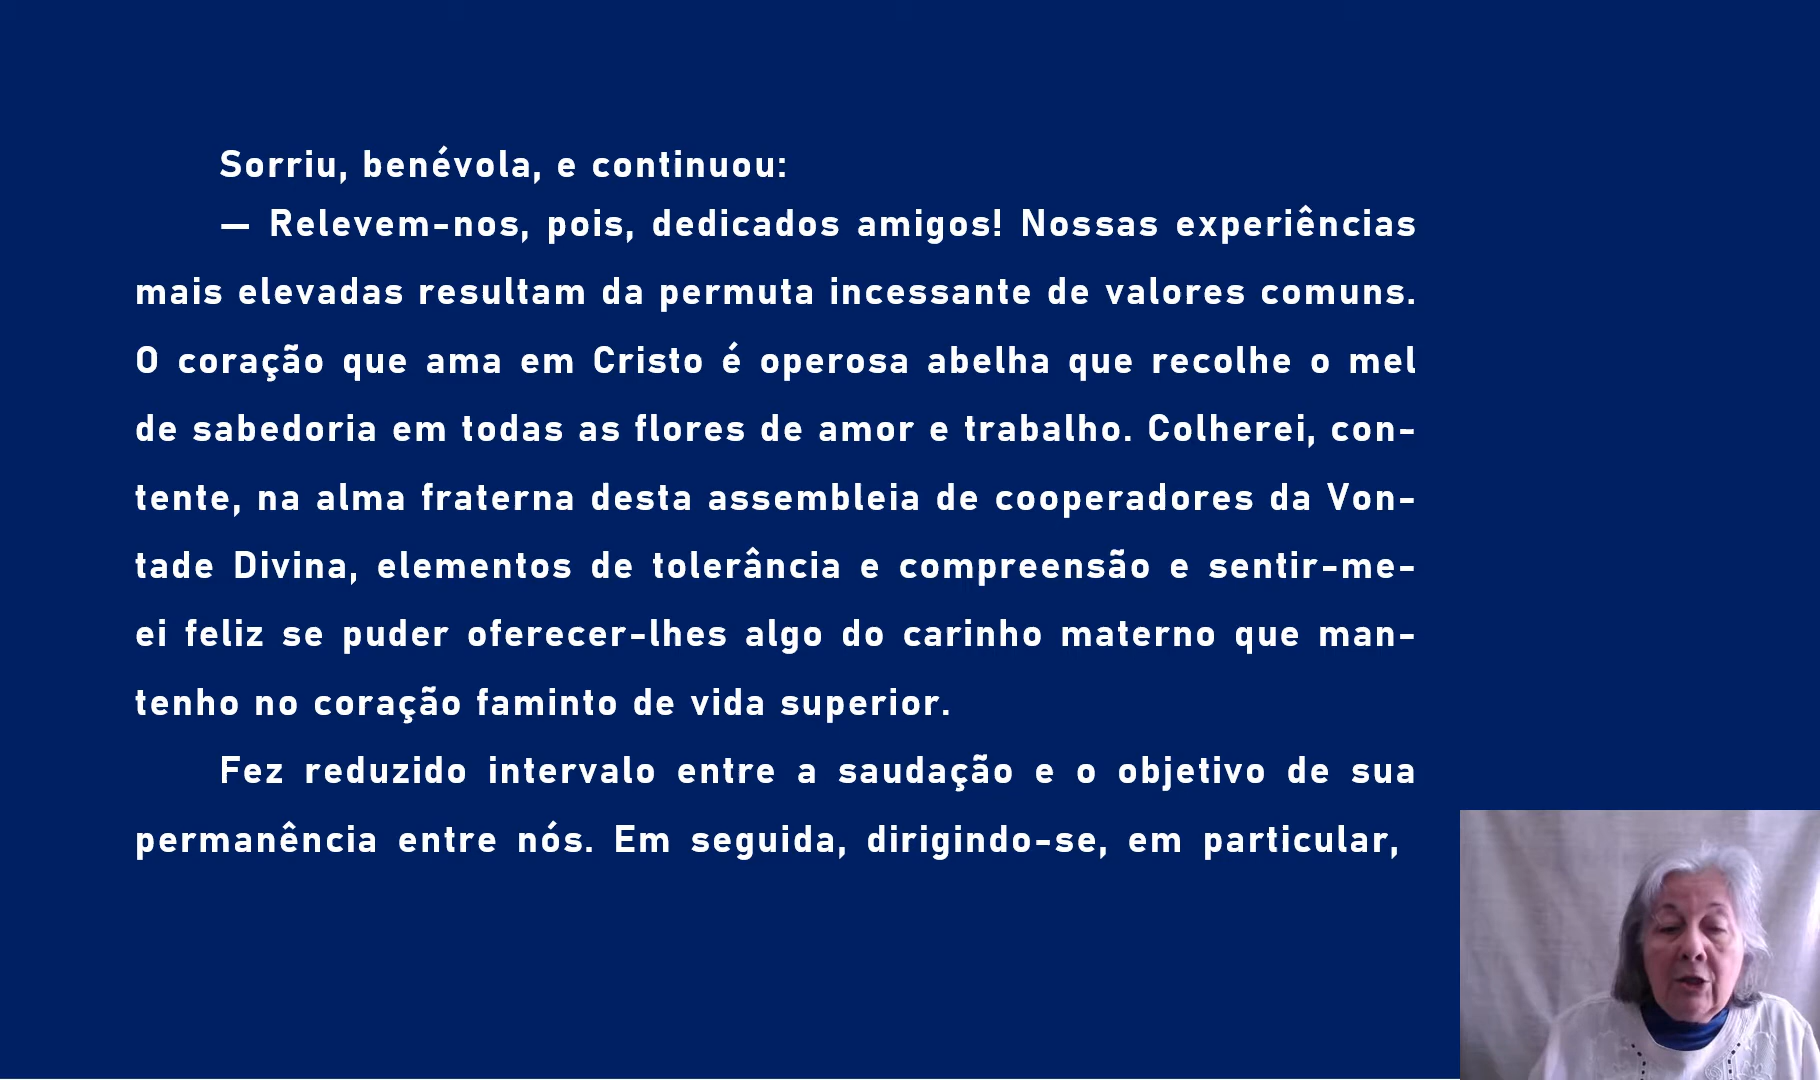 Sorriu, benévola, e continuou:
— Relevem-nos, pois, dedicados amigos! Nossas experiências
mais elevadas resultam da permuta incessante de valores comuns.
O coração que ama em Cristo é operosa abelha que recolhe o mel
de sabedoria em todas as flores de amor e trabalho. Colherei, con-
tente, na alma fraterna desta assembleia de cooperadores da Von-
tade Divina, elementos de tolerância e compreensão e sentir-me-
ei feliz se puder oferecer-lhes algo do carinho materno que man-
tenho no coração faminto de vida superior.
Fez reduzido intervalo entre a saudação e o objetivo de sua
permanência entre nós. Em seguida, dirigindo-se, em particular,